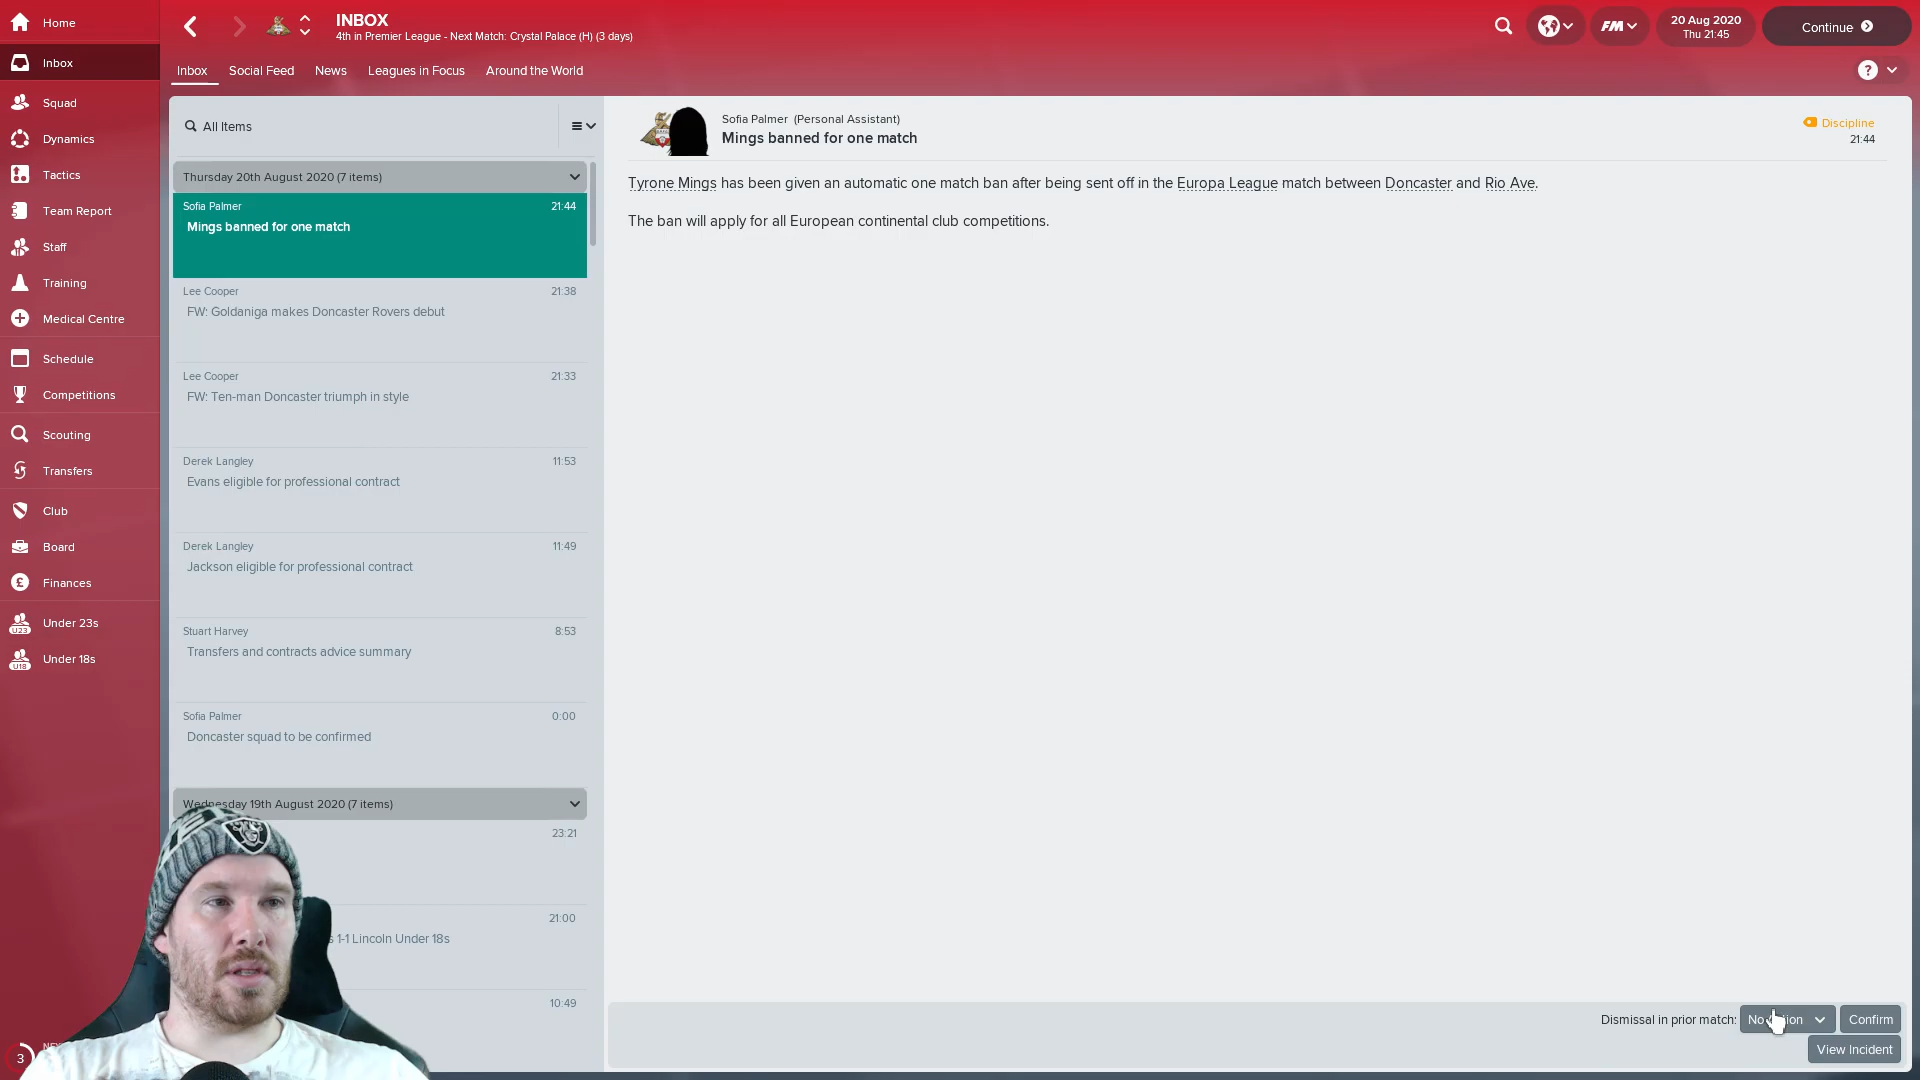 Home
Inbox
Squad
Dynamics
Tactics
Team Report
Staff
Training
Medical Centre
Schedule
Competitions
Scouting
Transfers
Club
Board
Finances
Under 23s
Under 18s
3
INBOX
4th in Premier League - Next Match: Crystal Palace (H) (3 days)
FM
20 Aug 2020
Thu 21:45
Continue
Inbox Social Feed News Leagues in Focus Around the World
?
All Items
Thursday 20th August 2020 (7 items)
Sofia Palmer 21:44
Mings banned for one match
Lee Cooper 21:38
FW: Goldaniga makes Doncaster Rovers debut
Lee Cooper 21:33
FW: Ten-man Doncaster triumph in style
Derek Langley 11:53
Evans eligible for professional contract
Derek Langley 11:49
Jackson eligible for professional contract
Stuart Harvey 8:53
Transfers and contracts advice summary
Sofia Palmer 0:00
Doncaster squad to be confirmed
Wednesday 19th August 2020 (7 items)
23:21
21:00
1-1 Lincoln Under 18s
10:49
Sofia Palmer (Personal Assistant)
Mings banned for one match
Discipline
21:44
Tyrone Mings has been given an automatic one match ban after being sent off in the Europa League match between Doncaster and Rio Ave.
The ban will apply for all European continental club competitions.
Dismissal in prior match: No Confirm
View Incident